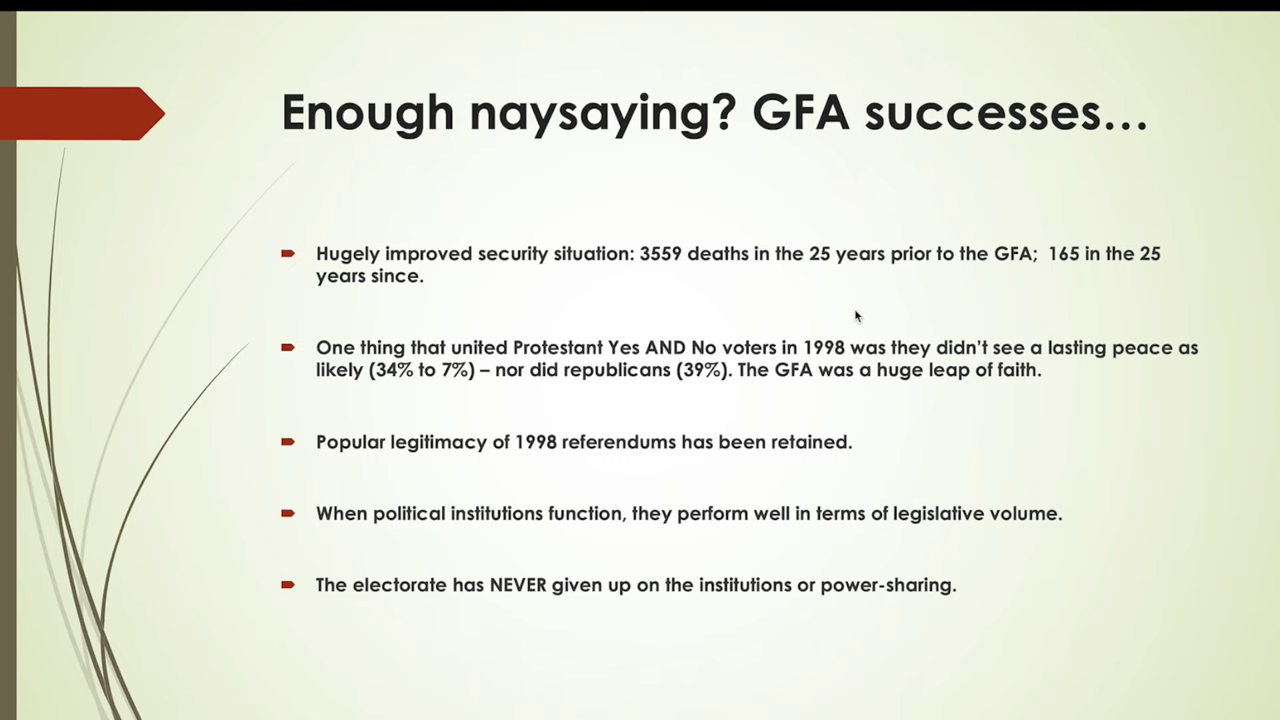 Enough naysaying? GFA successes…
Hugely improved security situation: 3559 deaths in the 25 years prior to the GFA;  165 in the 25
years since.
One thing that united Protestant Yes AND No voters in 1998 was they didn’t see a lasting peace as
likely (34% to 7%) – nor did republicans (39%). The GFA was a huge leap of faith.
Popular legitimacy of 1998 referendums has been retained.
When political institutions function, they perform well in terms of legislative volume.
The electorate has NEVER given up on the institutions or power-sharing.